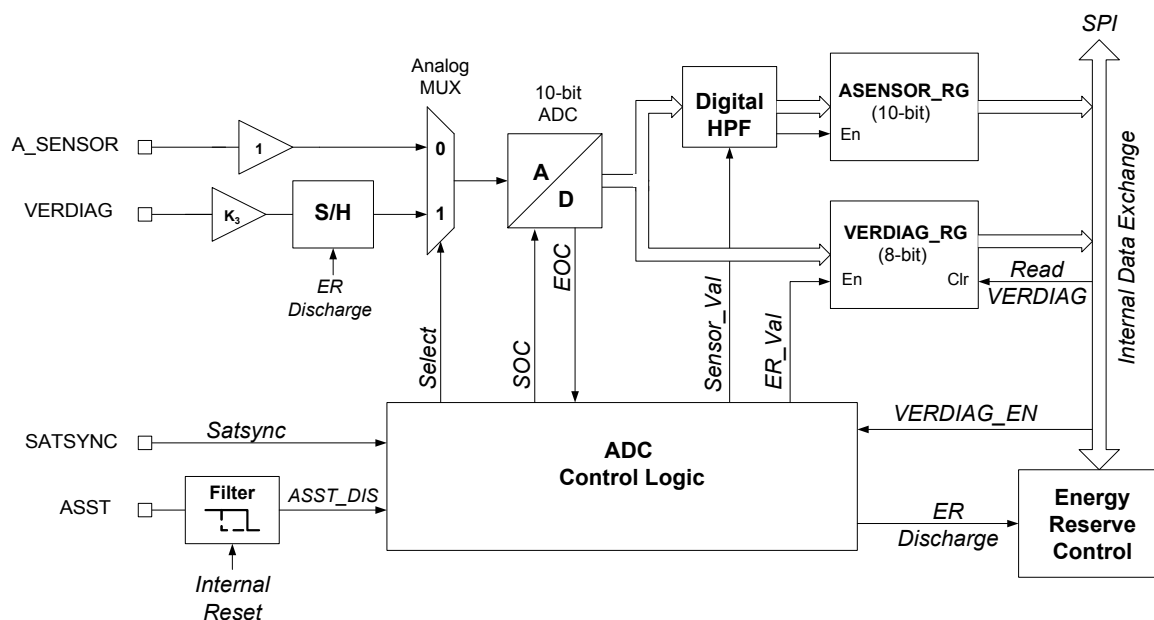 SPI
Analog
MUX
10-bit
ADC
A_SENSOR
1
0
A
D
Digital
HPF
ASENSOR_RG
(10-bit)
En
VERDIAG
K3
S/H
1
VERDIAG_RG
(8-bit)
En
Clr
Read
VERDIAG
ER
Discharge
Select
SOC
EOC
Sensor_Val
ER_Val
Internal Data Exchange
SATSYNC
Satsync
VERDIAG_EN
ADC
Control Logic
ASST
Filter
ASST_DIS
Internal
Reset
ER
Discharge
Energy
Reserve
Control